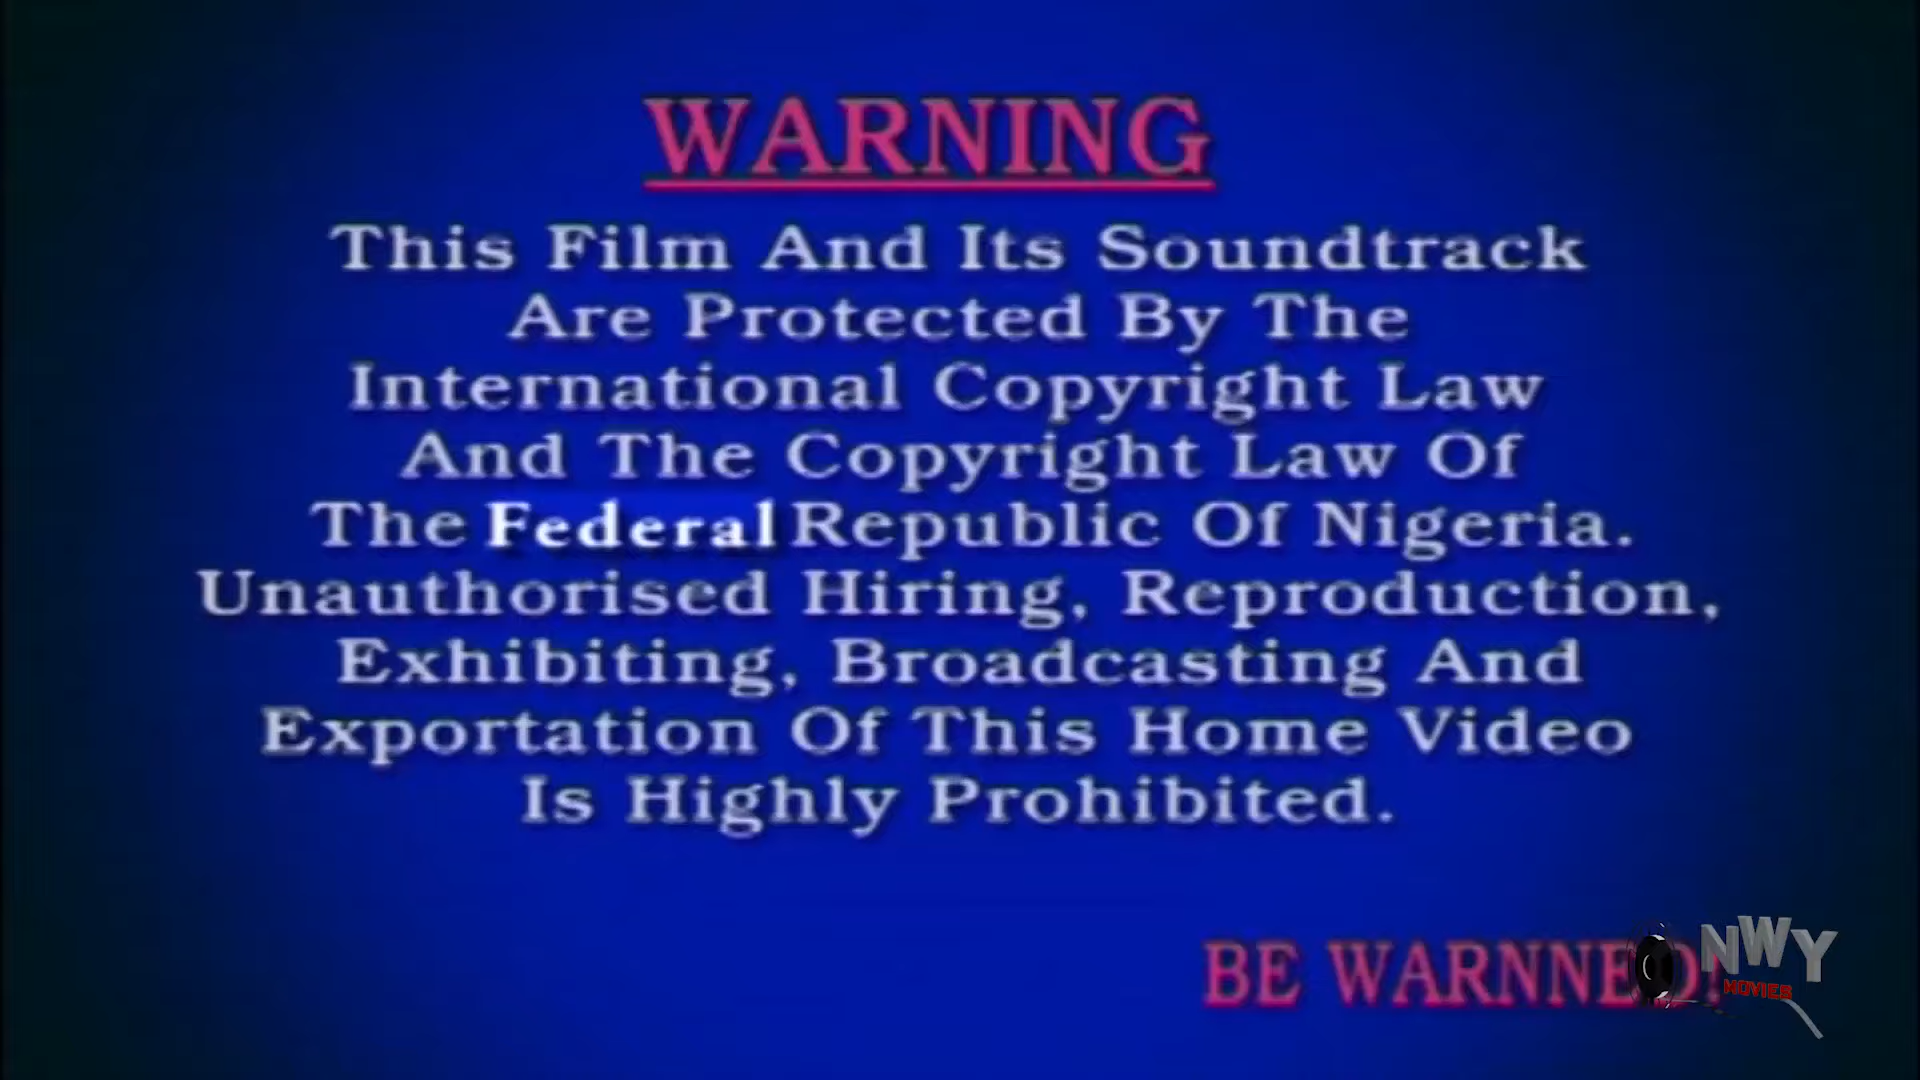 WARNING
This Film And Its Soundtrack
Are Protected By The
International Copyright Law
And The Copyright Law Of
The Federal Republic Of Nigeria.
Unauthorised Hiring, Reproduction,
Exhibiting, Broadcasting And
Exportation Of This Home Video
Is Highly Prohibited.
BE WARNNED!
NWY
MOVIES